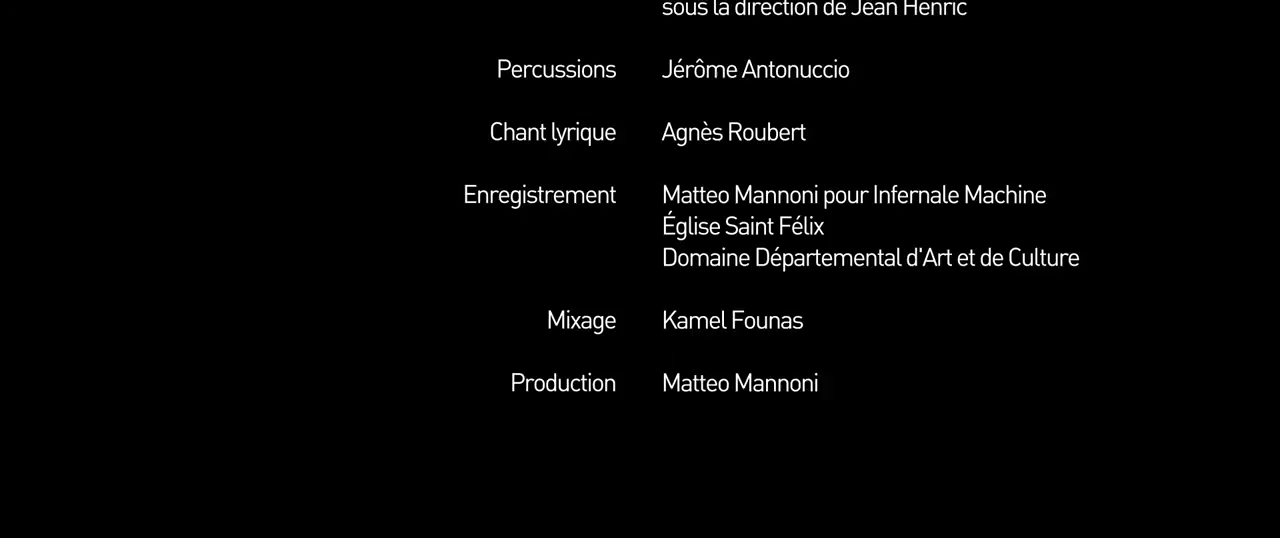 sous la direction de Jean Henric
Percussions Jérôme Antonuccio
Chant lyrique Agnès Roubert
Enregistrement Matteo Mannoni pour Infernale Machine
Église Saint Félix
Domaine Départemental d'Art et de Culture
Mixage Kamel Founas
Production Matteo Mannoni